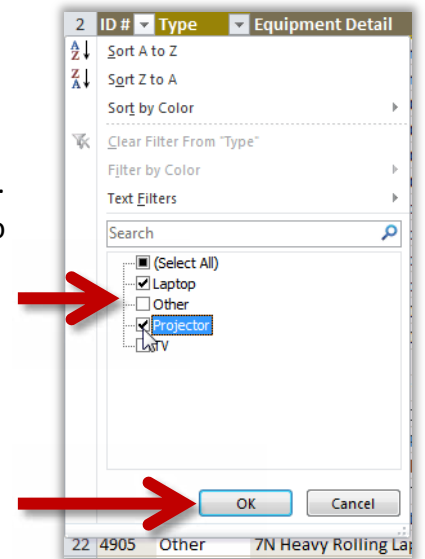 2 ID # Type Equipment Detail
Sort A to Z
Sort Z to A
Sort by Color
Clear Filter From "Type"
Filter by Color
Text Filters
Search
(Select All)
Laptop
Other
Projector
TV
OK Cancel
22 4905 Other 7N Heavy Rolling